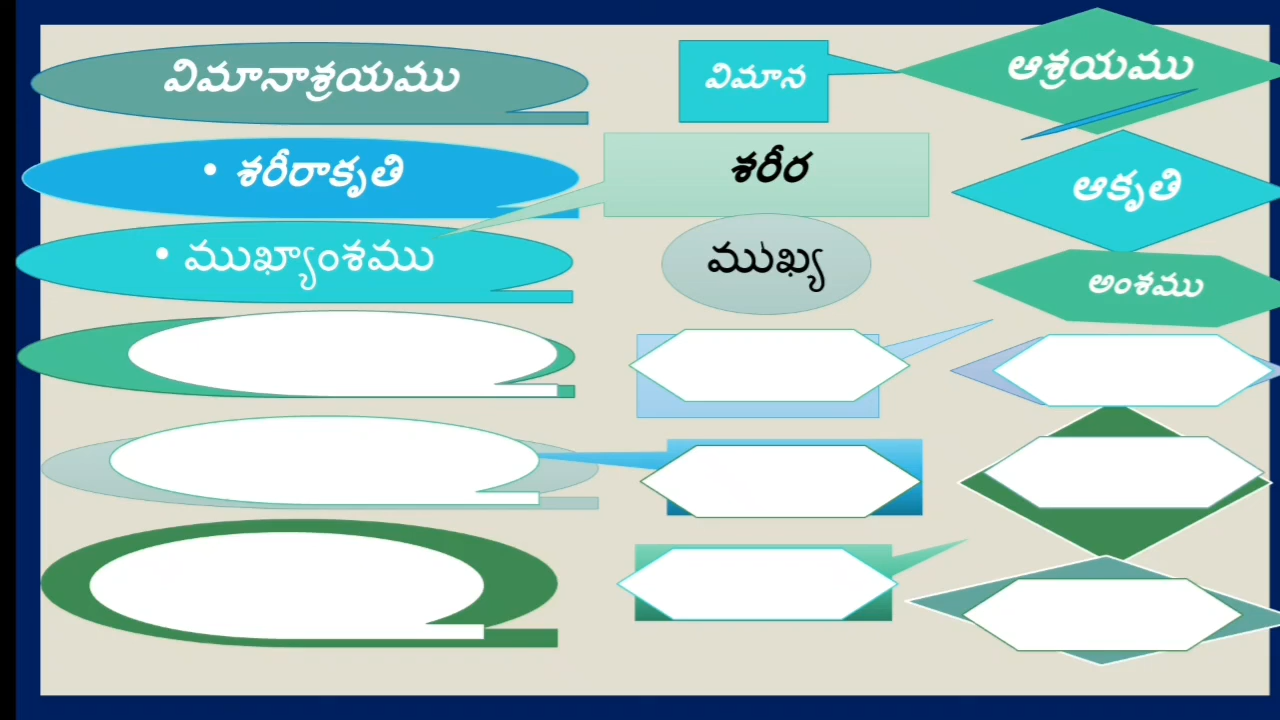 విమానాశ్రయము విమాన ఆశ్రయము
• శరీరాకృతి శరీర ఆకృతి
• ముఖ్యాంశము ముఖ్య అంశము